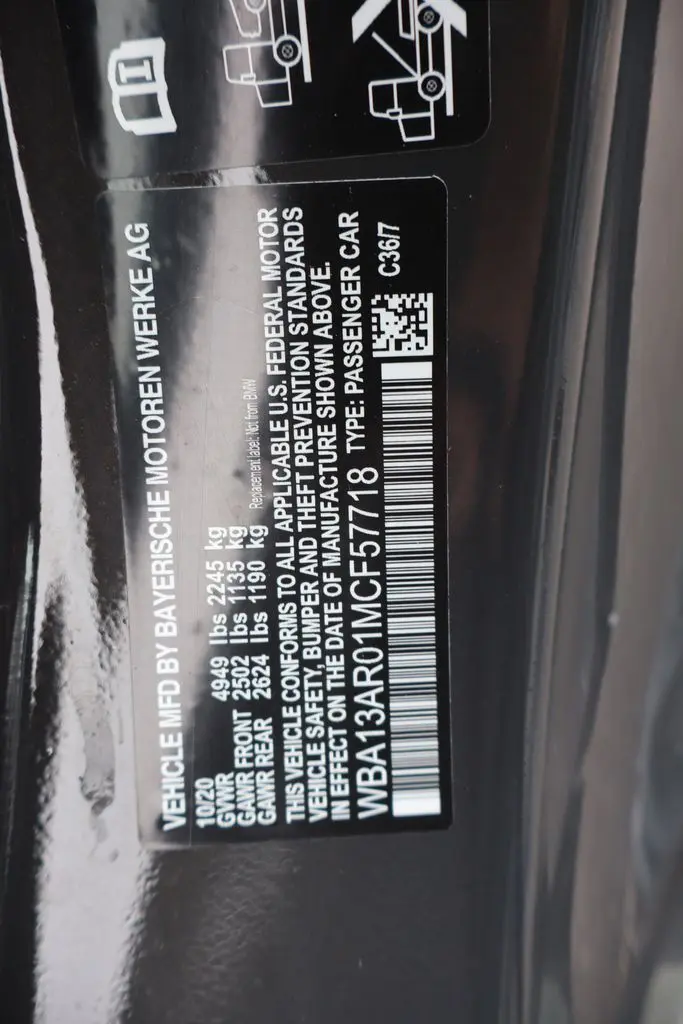 VEHICLE MFD BY BAYERISCHE MOTOREN WERKE AG
10/20
GVWR 4949 lbs 2245 kg
GAWR FRONT 2502 lbs 1135 kg
GAWR REAR 2624 lbs 1190 kg Replacement label: Not from BMW
THIS VEHICLE CONFORMS TO ALL APPLICABLE U.S. FEDERAL MOTOR
VEHICLE SAFETY, BUMPER AND THEFT PREVENTION STANDARDS
IN EFFECT ON THE DATE OF MANUFACTURE SHOWN ABOVE.
WBA13AR01MCF57718 TYPE: PASSENGER CAR
C36/7